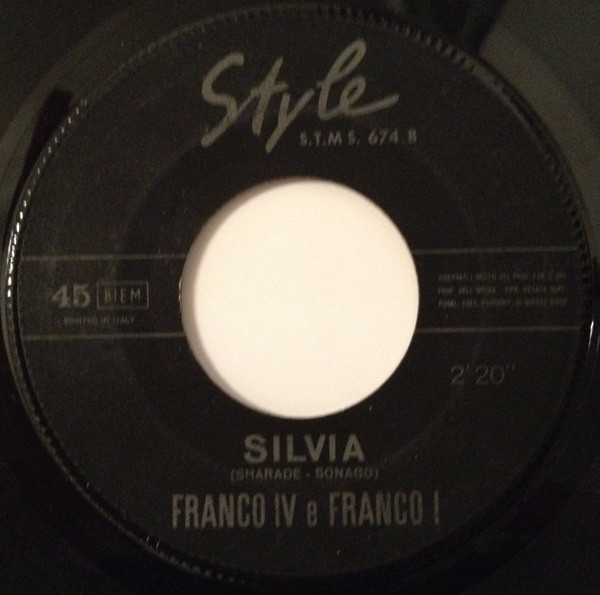 Style
S.T.M S. 674 B
45 BIEM
2'20"
SILVIA
(SHARADE - SONAGO)
FRANCO IV e FRANCO I